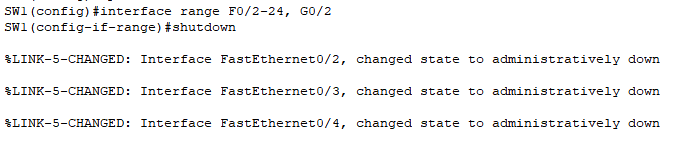 SW1(config)#interface range F0/2-24, G0/2
SW1(config-if-range)#shutdown
%LINK-5-CHANGED: Interface FastEthernet0/2, changed state to administratively down
%LINK-5-CHANGED: Interface FastEthernet0/3, changed state to administratively down
%LINK-5-CHANGED: Interface FastEthernet0/4, changed state to administratively down